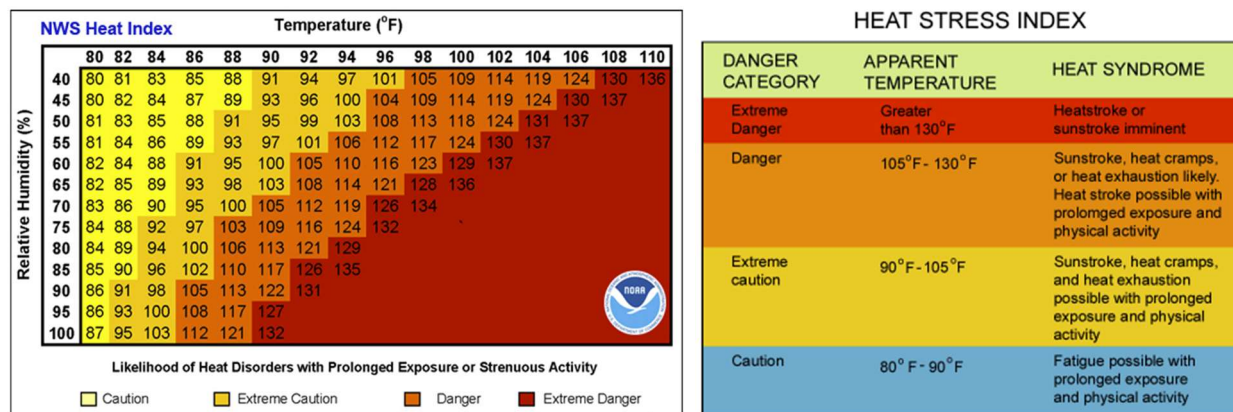 NWS Heat Index
Temperature (°F)
80 82 84 86 88 90 92 94 96 98 100 102 104 106 108 110
Relative Humidity (%)
40 80 81 83 85 88 91 94 97 101 105 109 114 119 124 130 136
45 80 82 84 87 89 93 96 100 104 109 114 119 124 130 137
50 81 83 85 88 91 95 99 103 108 113 118 124 131 137
55 81 84 86 89 93 97 101 106 112 117 124 130 137
60 82 84 88 91 95 100 105 110 116 123 129 137
65 82 85 89 93 98 103 108 114 121 128 136
70 83 86 90 95 100 105 112 119 126 134
75 84 88 92 97 103 109 116 124 132
80 84 89 94 100 106 113 121 129
85 85 90 96 102 110 117 126 135
90 86 91 98 105 113 122 131
95 86 93 100 108 117 127
100 87 95 103 112 121 132
NOAA
Likelihood of Heat Disorders with Prolonged Exposure or Strenuous Activity
Caution Extreme Caution Danger Extreme Danger
HEAT STRESS INDEX
DANGER CATEGORY
APPARENT TEMPERATURE
HEAT SYNDROME
Extreme
Danger
Greater
than 130°F
Heatstroke or
sunstroke imminent
Danger
105°F - 130°F
Sunstroke, heat cramps,
or heat exhaustion likely.
Heat stroke possible with
prolomged exposure and
physical activity
Extreme
caution
90°F - 105°F
Sunstroke, heat cramps,
and heat exhaustion
possible with prolonged
exposure and physical
activity
Caution
80° F - 90°F
Fatigue possible with
prolonged exposure
and physical activity